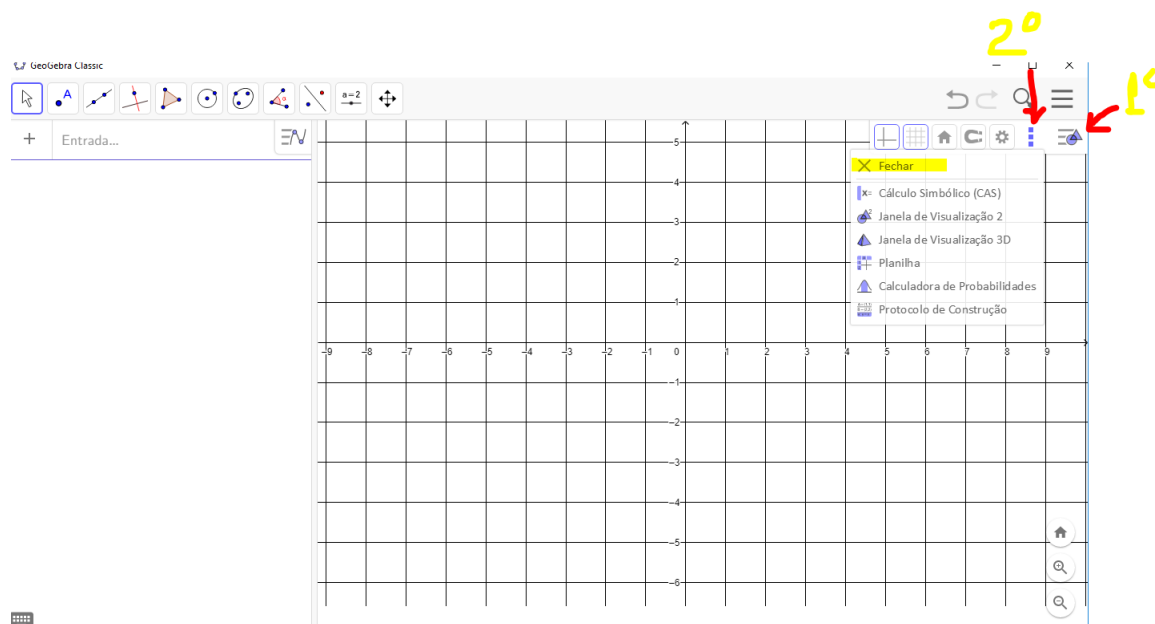 2º
GeoGebra Classic
1º
a=2
Entrada...
5
Fechar
4
Cálculo Simbólico (CAS)
x=
Janela de Visualização 2
2
3
Janela de Visualização 3D
2
Planilha
Calculadora de Probabilidades
1
Protocolo de Construção
-9 -8 -7 -6 -5 -4 -3 -2 -1 0 1 2 3 4 5 6 7 8 9
-1
-2
-3
-4
-5
-6